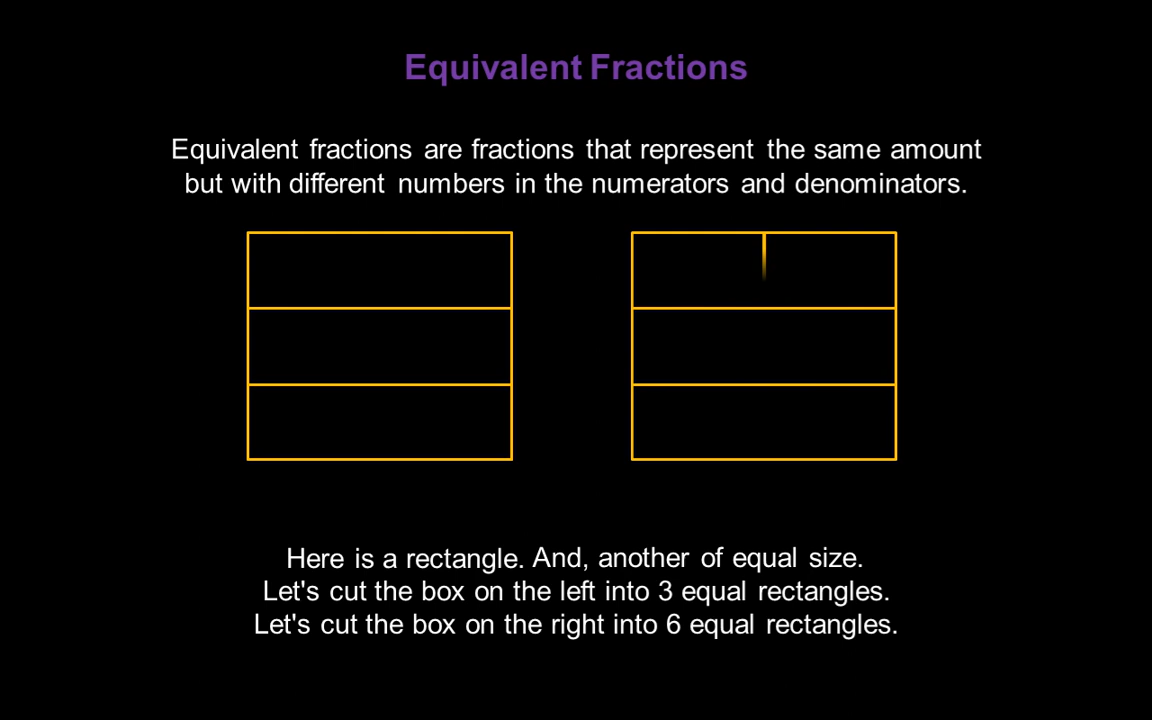 Equivalent Fractions
Equivalent fractions are fractions that represent the same amount
but with different numbers in the numerators and denominators.
Here is a rectangle. And, another of equal size.
Let's cut the box on the left into 3 equal rectangles.
Let's cut the box on the right into 6 equal rectangles.